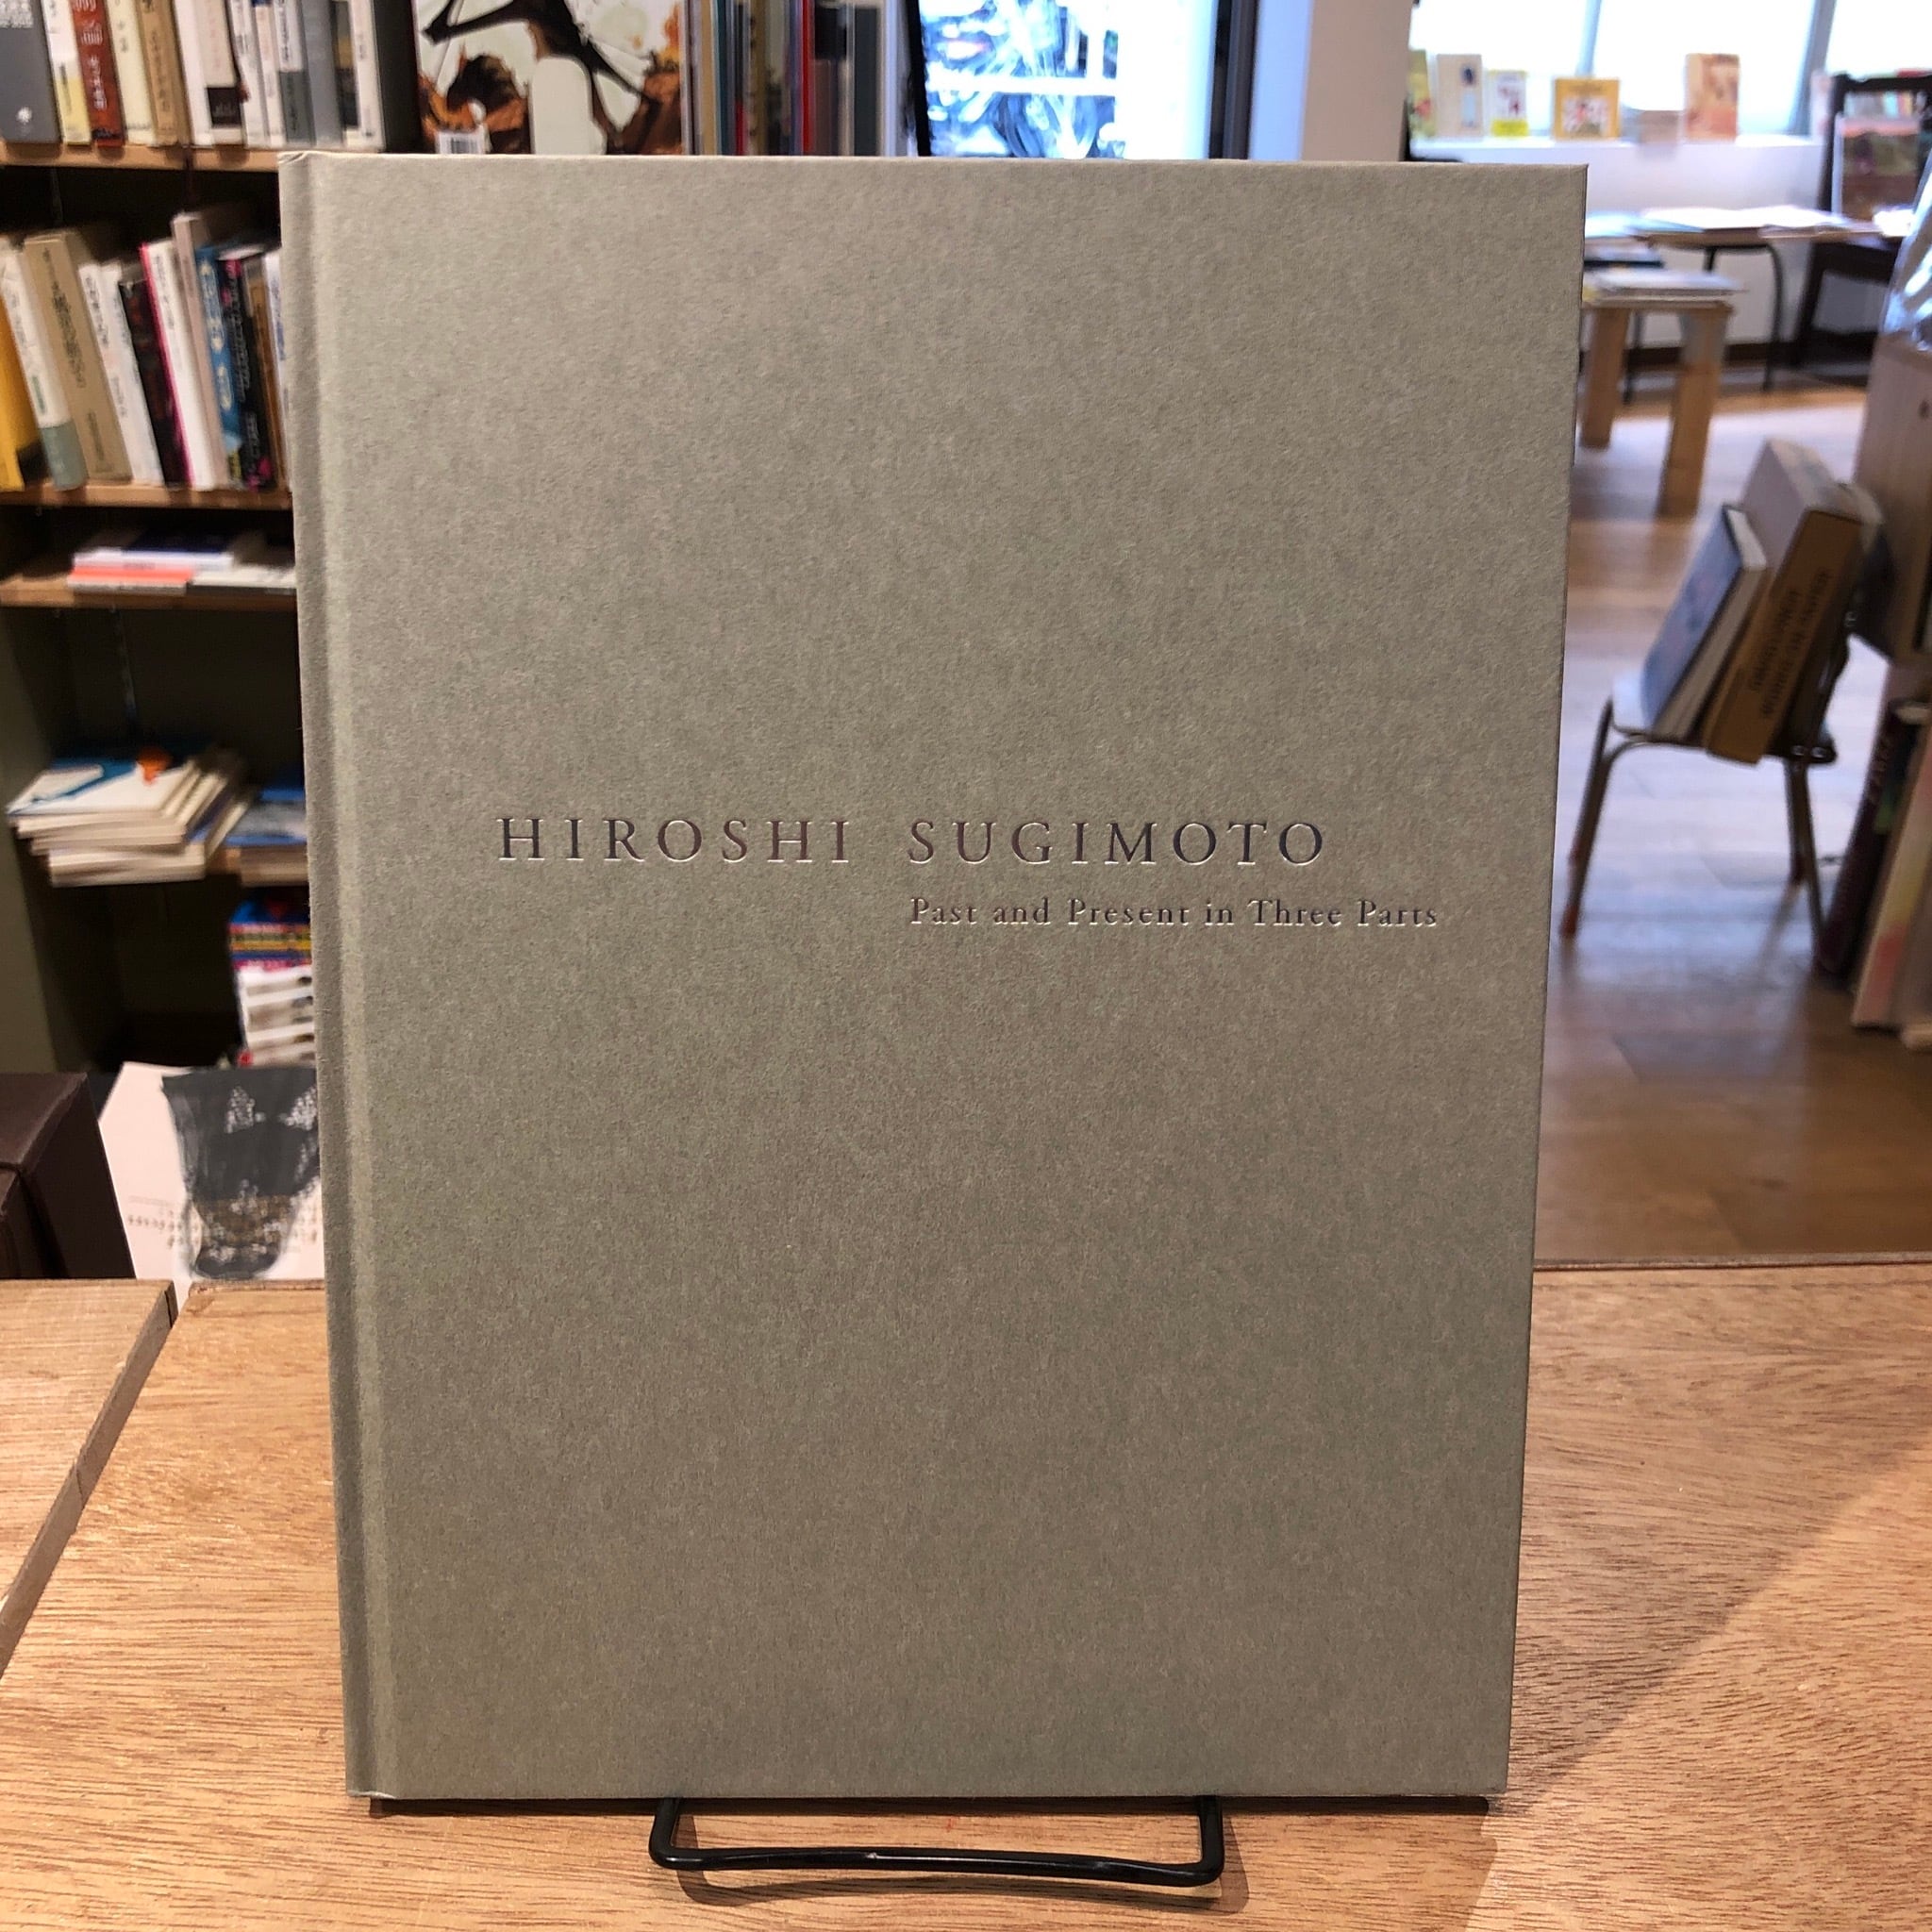 HIROSHI SUGIMOTO
Past and Present in Three Parts